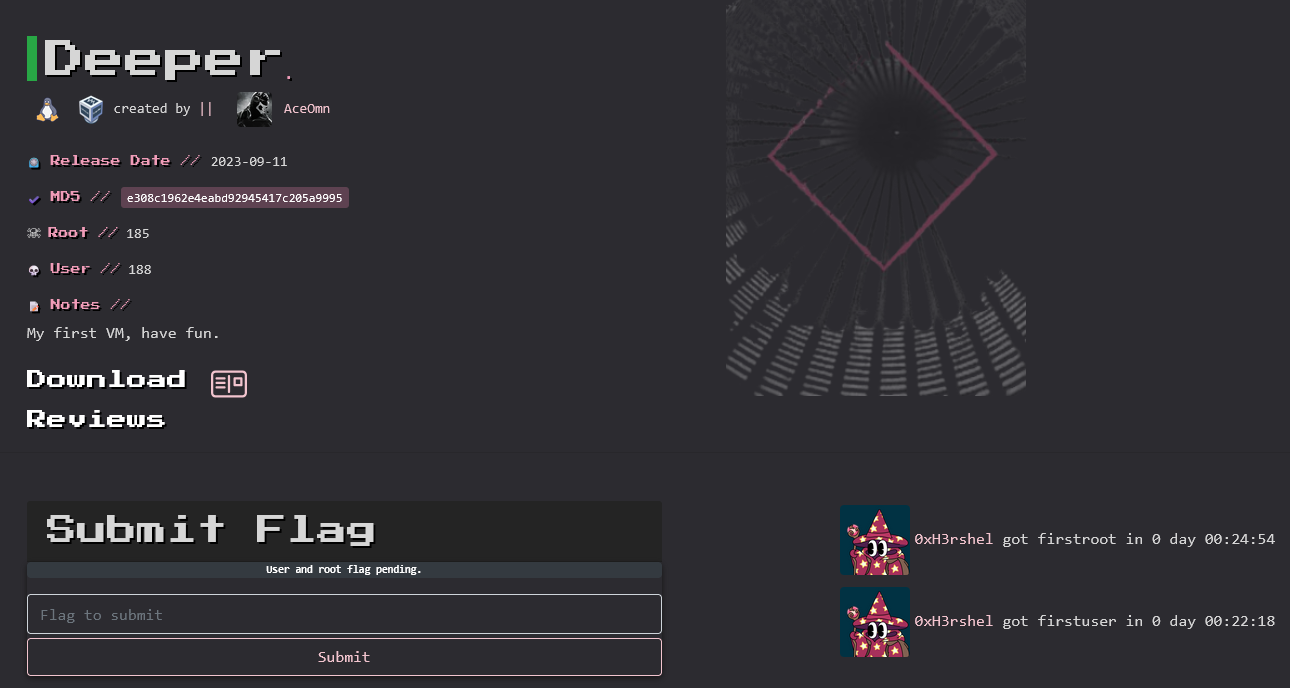 Deeper.
created by || AceOmn
Release Date // 2023-09-11
MD5 // e308c1962e4eabd92945417c205a9995
Root // 185
User // 188
Notes //
My first VM, have fun.
Download
Reviews
Submit Flag
User and root flag pending.
Flag to submit
Submit
0xH3rshel got firstroot in 0 day 00:24:54
0xH3rshel got firstuser in 0 day 00:22:18